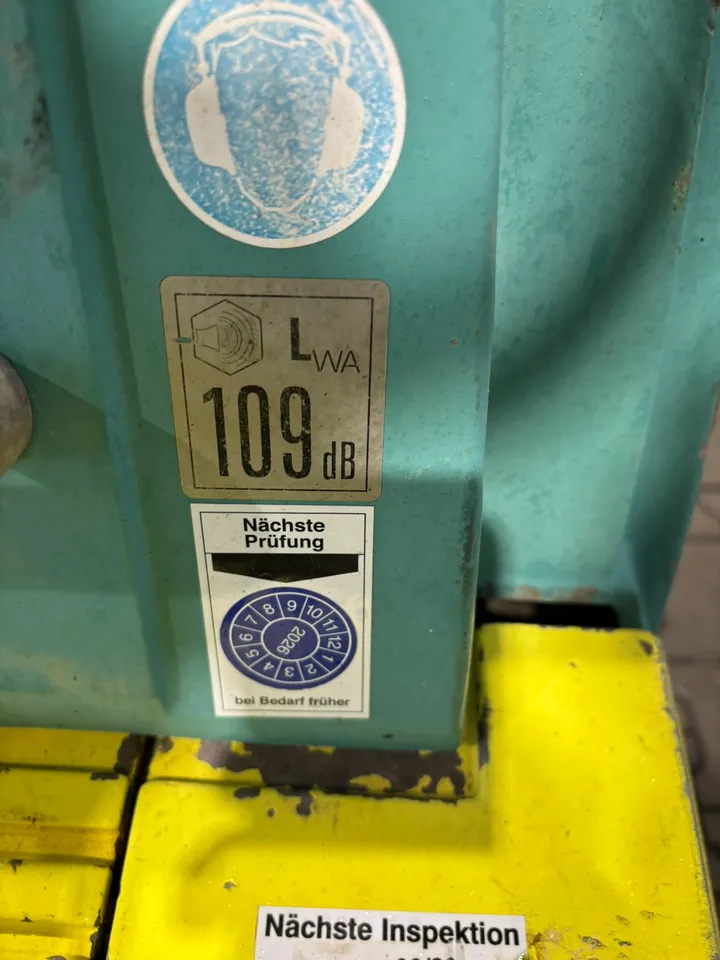 LWA
109 dB
Nächste
Prüfung
1 2 3 4 5 6 7 8 9 10 11 12
2026
bei Bedarf früher
Nächste Inspektion